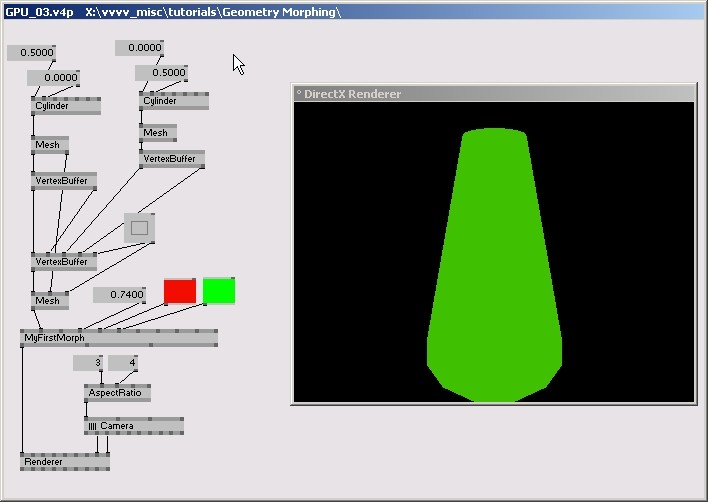 GPU_03.v4p X:\vvvv_misc\tutorials\Geometry Morphing\
0.5000
0.0000
0.0000
0.5000
Cylinder
Cylinder
Mesh
Mesh
VertexBuffer
VertexBuffer
° DirectX Renderer
VertexBuffer
Mesh
0.7400
MyFirstMorph
3
4
AspectRatio
Camera
Renderer